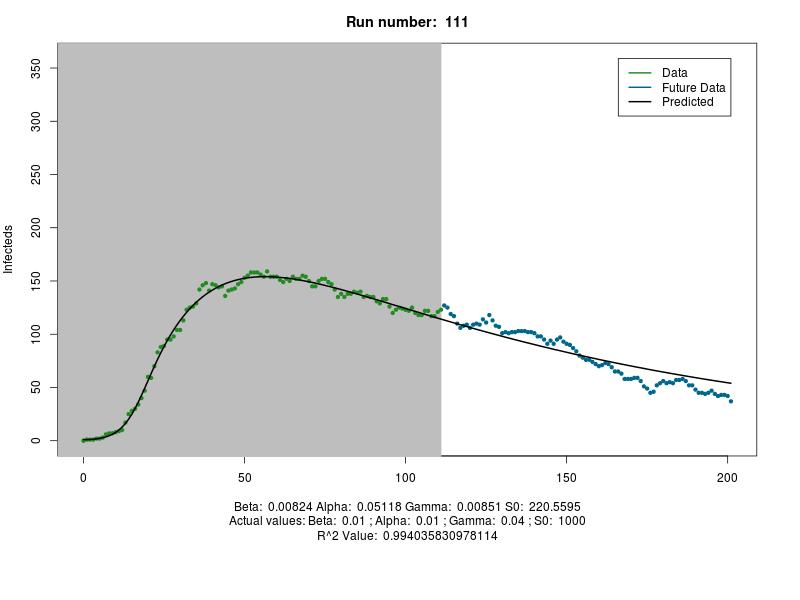 Run number: 111
350
300
250
200
150
100
50
0
Infecteds
Data
Future Data
Predicted
0 50 100 150 200
Beta: 0.00824 Alpha: 0.05118 Gamma: 0.00851 S0: 220.5595
Actual values: Beta: 0.01 ; Alpha: 0.01 ; Gamma: 0.04 ; S0: 1000
R^2 Value: 0.994035830978114